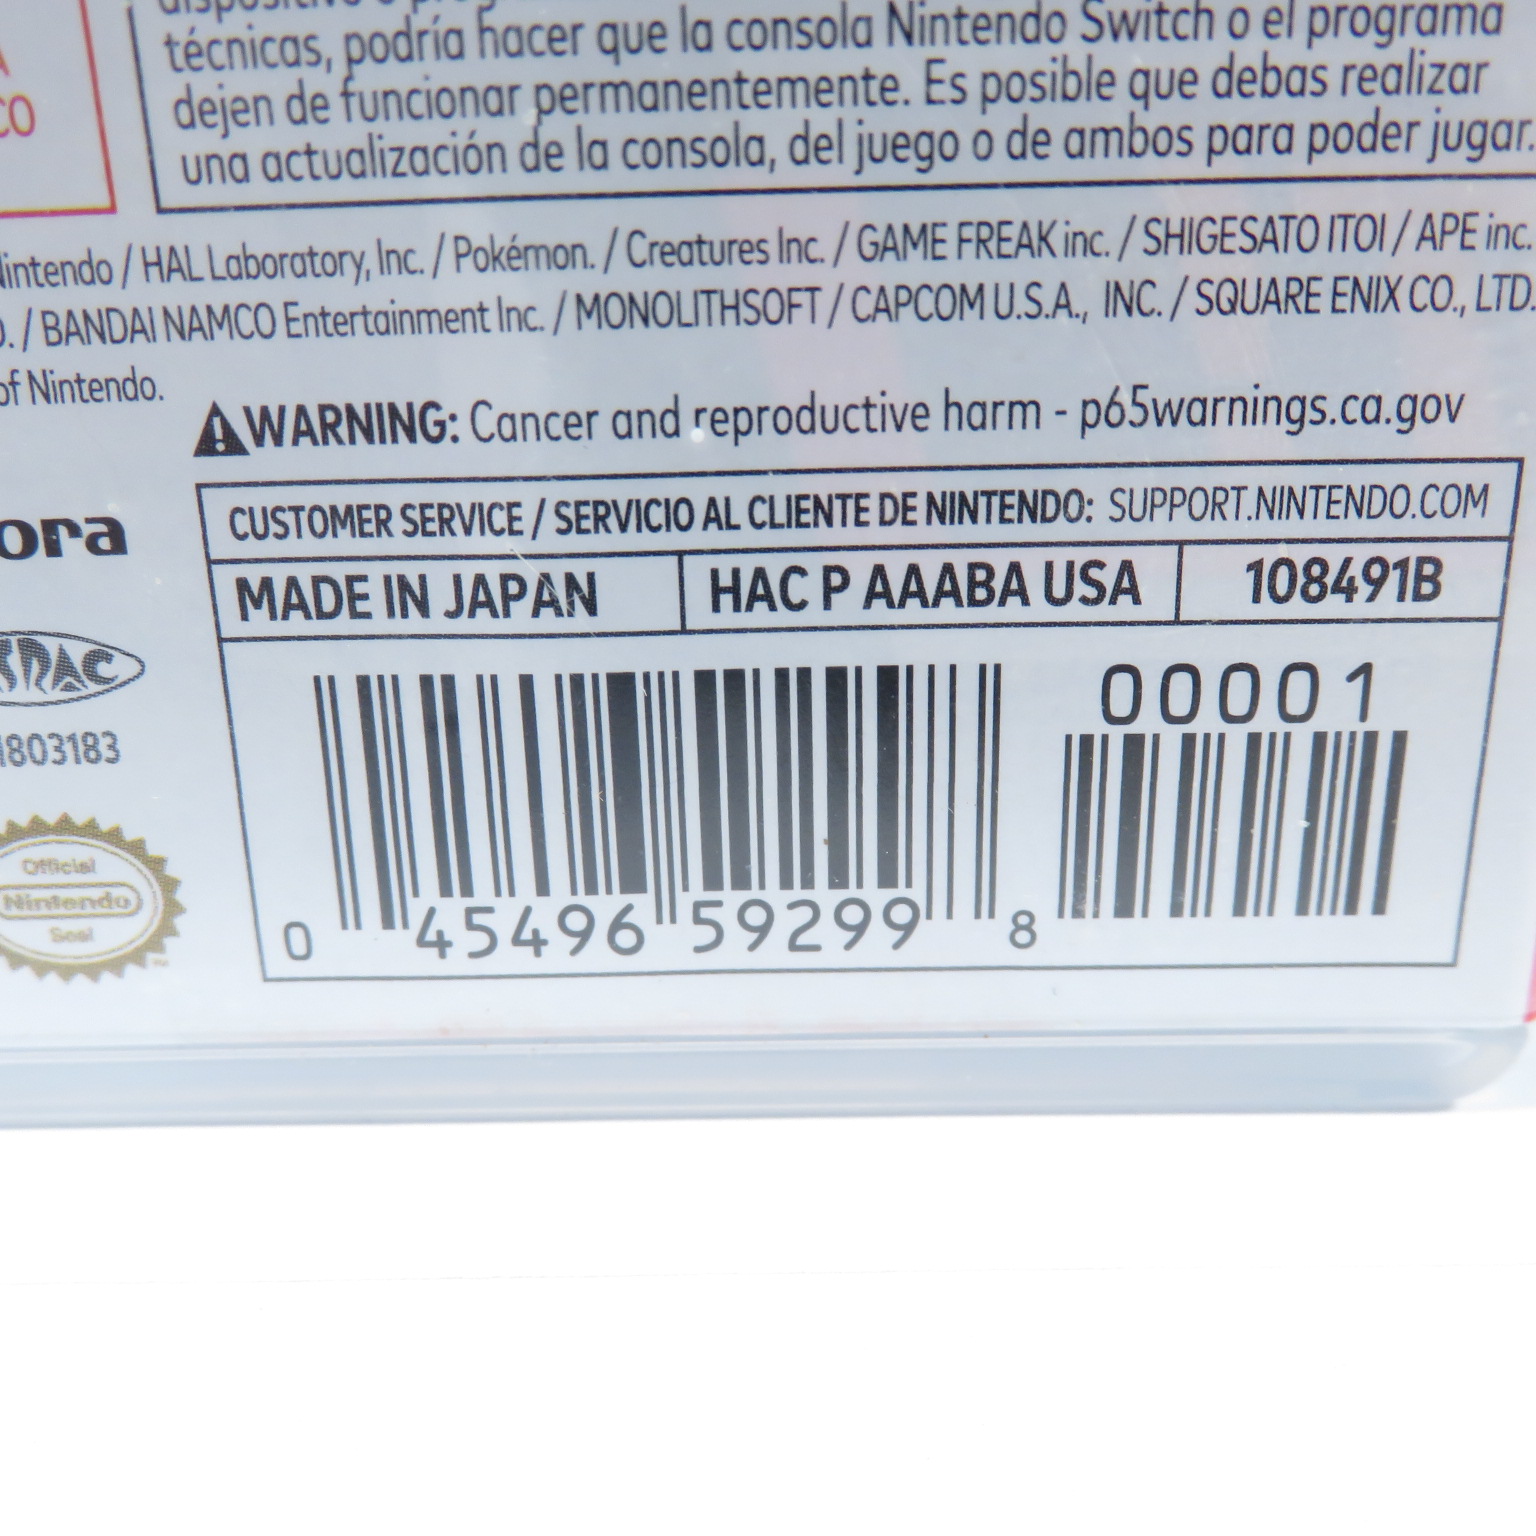 técnicas, podría hacer que la consola Nintendo Switch o el programa
dejen de funcionar permanentemente. Es posible que debas realizar
una actualización de la consola, del juego o de ambos para poder jugar.
/ HAL Laboratory, Inc. / Pokémon. / Creatures Inc. / GAME FREAK inc. / SHIGESATO ITOI / APE inc.
/ BANDAI NAMCO Entertainment Inc. / MONOLITHSOFT / CAPCOM U.S.A., INC. / SQUARE ENIX CO., LTD.
of Nintendo.
WARNING: Cancer and reproductive harm - p65warnings.ca.gov
CUSTOMER SERVICE / SERVICIO AL CLIENTE DE NINTENDO: SUPPORT.NINTENDO.COM
MADE IN JAPAN HAC P AAABA USA 108491B
00001
0 45496 59299 8
ora
1803183
Official
Nintendo
Seal